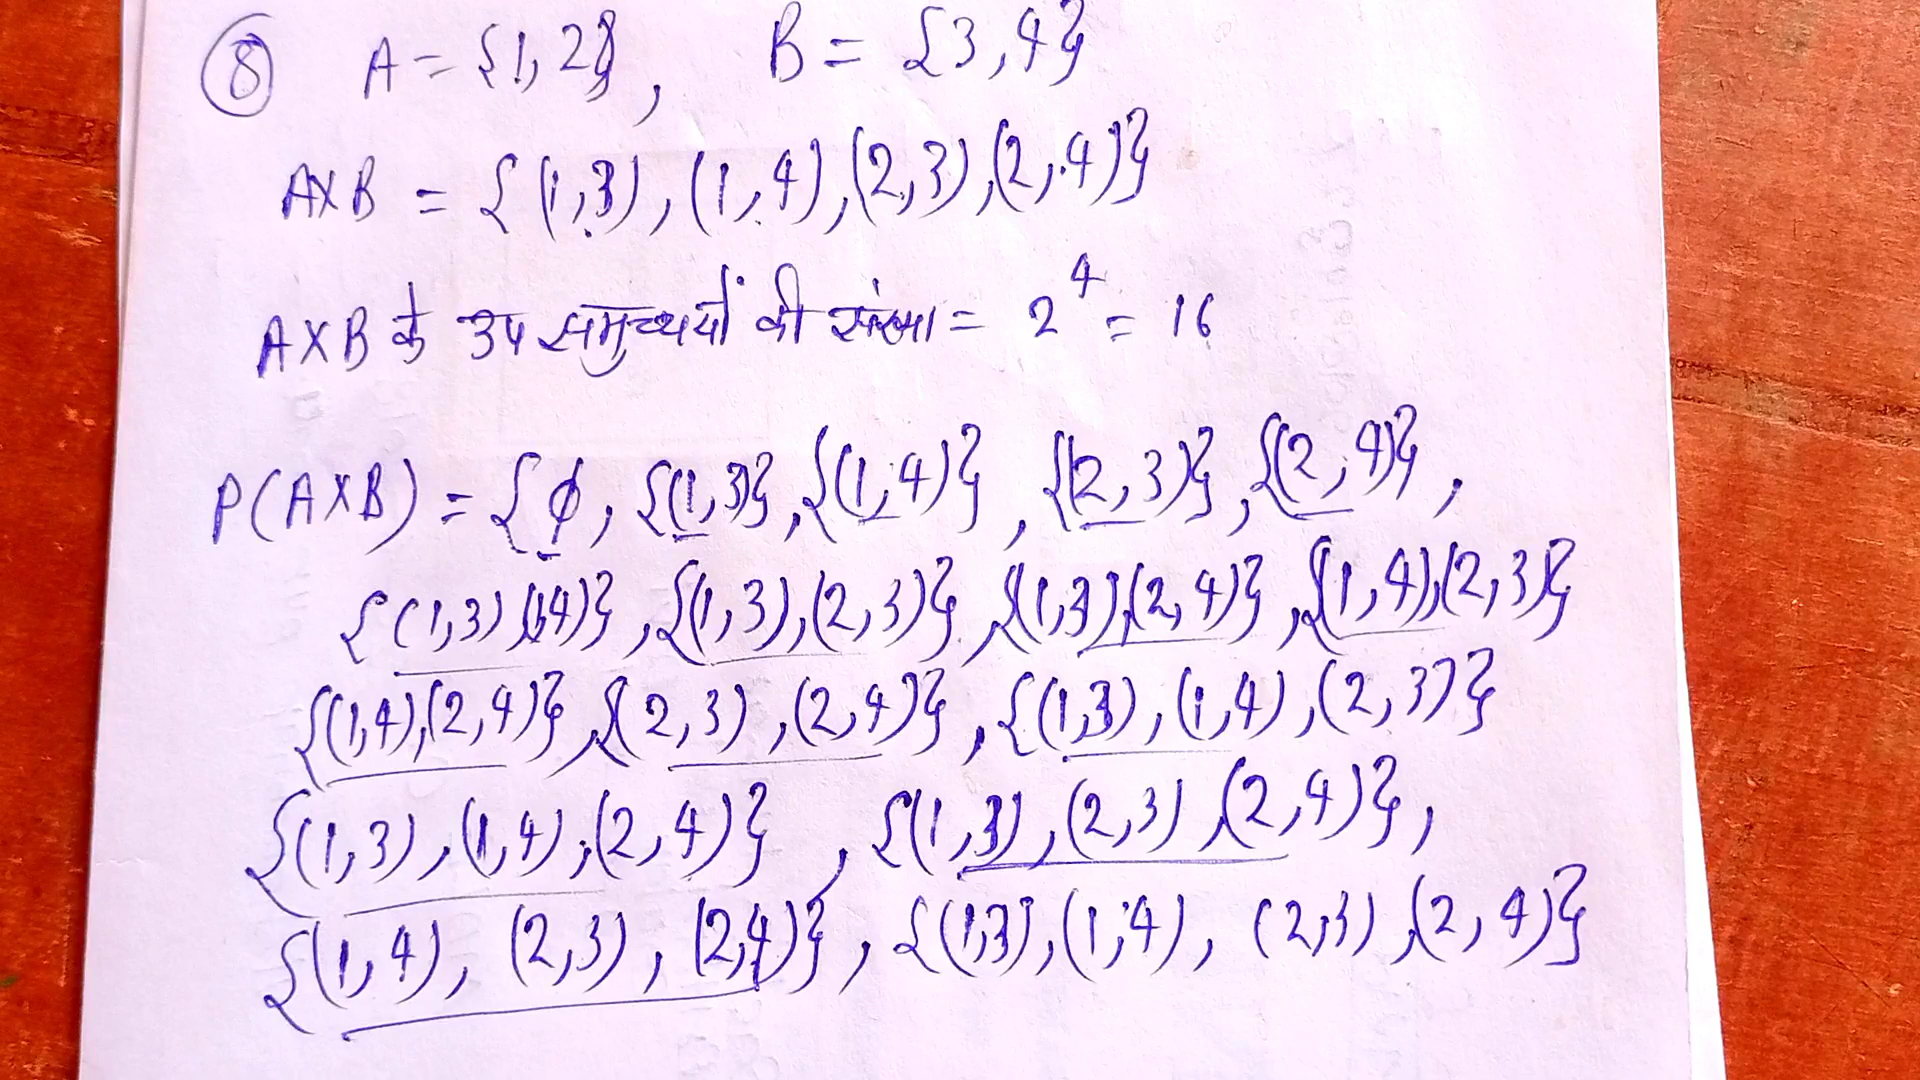 ⑧ A = {1, 2}, B = {3, 4}
A×B = {(1,3), (1,4), (2,3), (2,4)}
A×B के उप समुच्चयों की संख्या = 2⁴ = 16
P(A×B) = {ϕ, {(1,3)}, {(1,4)}, {(2,3)}, {(2,4)},
{(1,3)(1,4)}, {(1,3),(2,3)}, {(1,3),(2,4)}, {(1,4),(2,3)}
{(1,4),(2,4)}, {(2,3), (2,4)}, {(1,3), (1,4), (2,3)}
{(1,3), (1,4), (2,4)}, {(1,3), (2,3), (2,4)},
{(1,4), (2,3), (2,4)}, {(1,3), (1,4), (2,3), (2,4)}